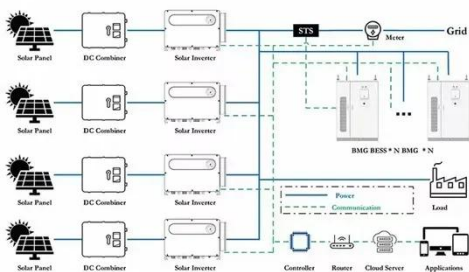 STS
Meter
Grid
Solar Panel
DC Combiner
Solar Inverter
BMG BESS * N BMG * N
Solar Panel
DC Combiner
Solar Inverter
Solar Panel
DC Combiner
Solar Inverter
Power
Communication
Load
Solar Panel
DC Combiner
Solar Inverter
Controller
Router
Cloud Server
Applications